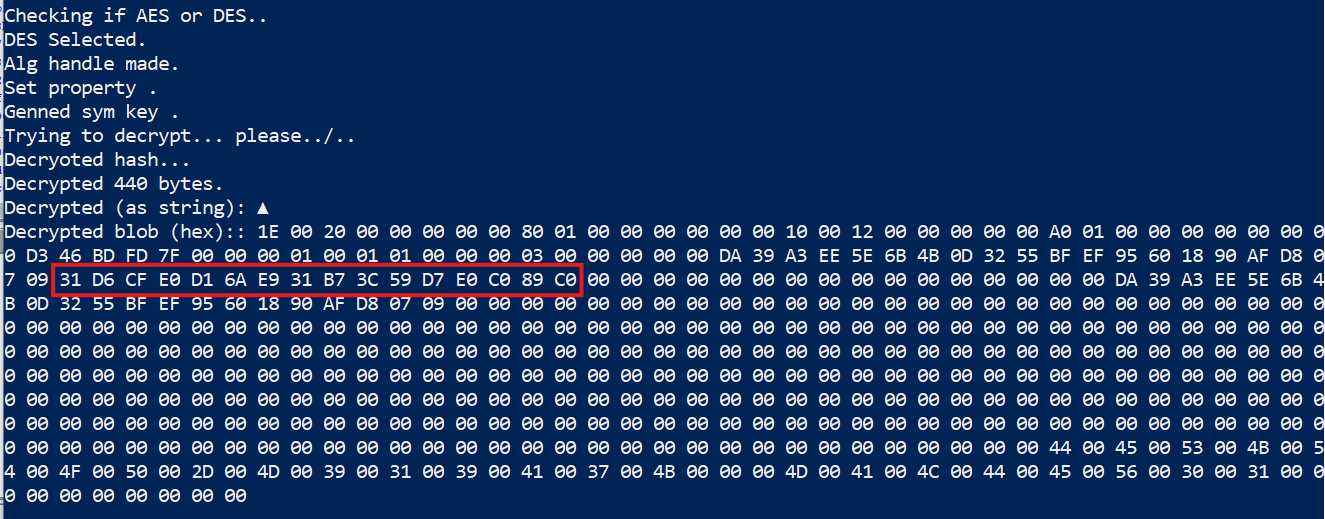 Checking if AES or DES..
DES Selected.
Alg handle made.
Set property .
Genned sym key .
Trying to decrypt... please../..
Decryoted hash...
Decrypted 440 bytes.
Decrypted (as string): ▲
Decrypted blob (hex):: 1E 00 20 00 00 00 00 00 80 01 00 00 00 00 00 00 10 00 12 00 00 00 00 00 A0 01 00 00 00 00 00 00 0
0 D3 46 BD FD 7F 00 00 00 01 00 01 01 00 00 00 03 00 00 00 00 DA 39 A3 EE 5E 6B 4B 0D 32 55 BF EF 95 60 18 90 AF D8 0
7 09 31 D6 CF E0 D1 6A E9 31 B7 3C 59 D7 E0 C0 89 C0 00 00 00 00 00 00 00 00 00 00 00 00 00 00 00 00 DA 39 A3 EE 5E 6B 4
B 0D 32 55 BF EF 95 60 18 90 AF D8 07 09 00 00 00 00 00 00 00 00 00 00 00 00 00 00 00 00 00 00 00 00 00 00 00 00 00 00 0
0 00 00 00 00 00 00 00 00 00 00 00 00 00 00 00 00 00 00 00 00 00 00 00 00 00 00 00 00 00 00 00 00 00 00 00 00 00 00 00 0
0 00 00 00 00 00 00 00 00 00 00 00 00 00 00 00 00 00 00 00 00 00 00 00 00 00 00 00 00 00 00 00 00 00 00 00 00 00 00 00 0
0 00 00 00 00 00 00 00 00 00 00 00 00 00 00 00 00 00 00 00 00 00 00 00 00 00 00 00 00 00 00 00 00 00 00 00 00 00 00 00 0
0 00 00 00 00 00 00 00 00 00 00 00 00 00 00 00 00 00 00 00 00 00 00 00 00 00 00 00 00 00 00 00 00 00 00 00 00 00 00 00 0
0 00 00 00 00 00 00 00 00 00 00 00 00 00 00 00 00 00 00 00 00 00 00 00 00 00 00 00 00 00 00 00 00 00 00 00 00 00 00 00 0
0 00 00 00 00 00 00 00 00 00 00 00 00 00 00 00 00 00 00 00 00 00 00 00 00 00 00 00 00 00 00 00 44 00 45 00 53 00 4B 00 5
4 00 4F 00 50 00 2D 00 4D 00 39 00 31 00 39 00 41 00 37 00 4B 00 00 00 4D 00 41 00 4C 00 44 00 45 00 56 00 30 00 31 00 0
0 00 00 00 00 00 00 00